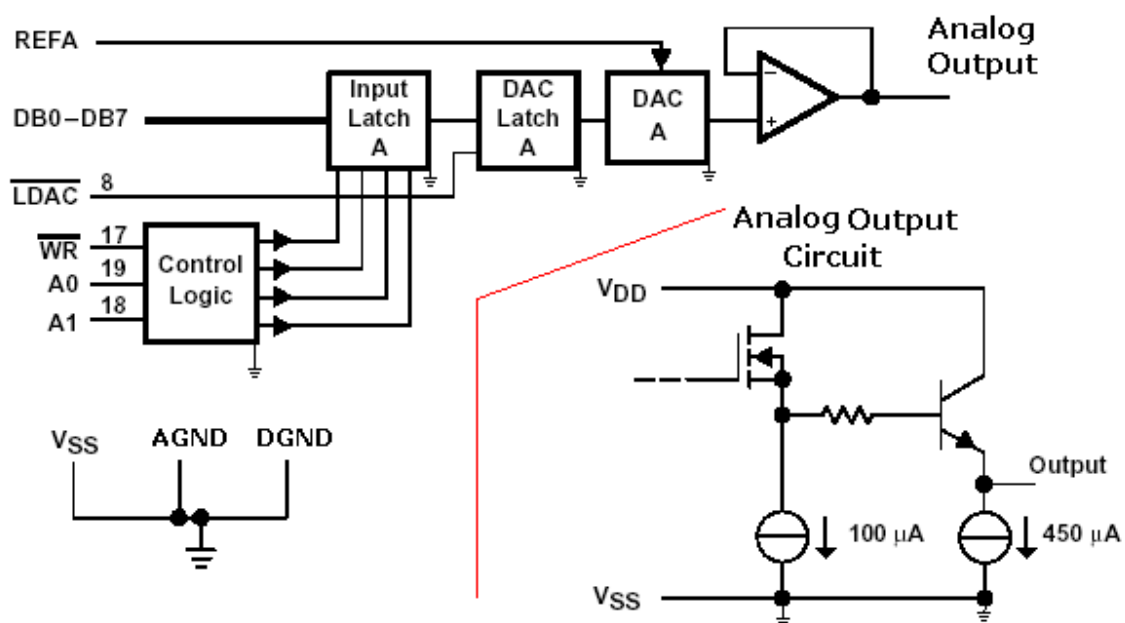 REFA
Analog
Output
DB0–DB7
Input
Latch
A
DAC
Latch
A
DAC
A
−
+
LDAC
8
WR
17
A0
19
A1
18
Control
Logic
VSS
AGND
DGND
Analog Output
Circuit
VDD
Output
100 µA
450 µA
VSS